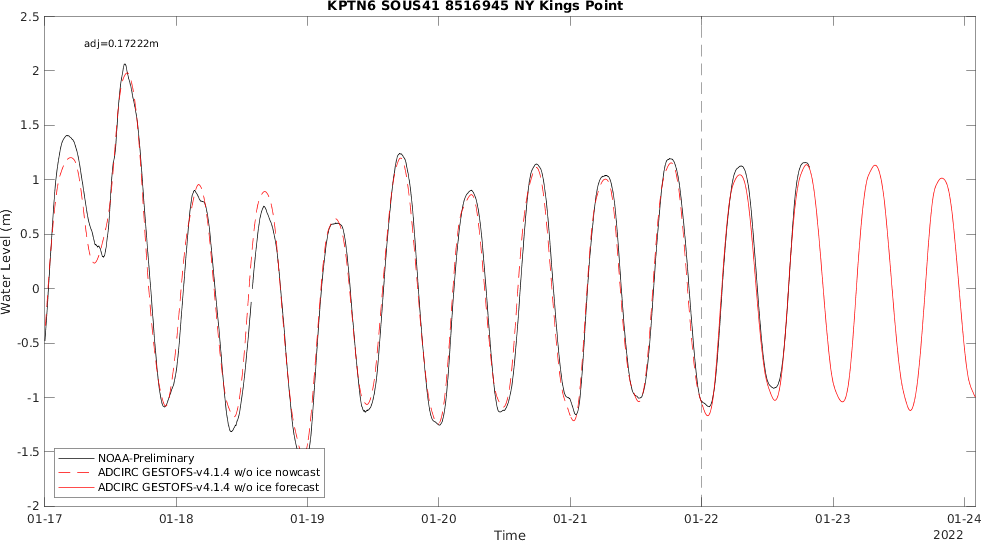 KPTN6 SOUS41 8516945 NY Kings Point
2.5
adj=0.17222m
2
1.5
1
0.5
0
-0.5
-1
-1.5
-2
Water Level (m)
NOAA-Preliminary
ADCIRC GESTOFS-v4.1.4 w/o ice nowcast
ADCIRC GESTOFS-v4.1.4 w/o ice forecast
01-17 01-18 01-19 01-20 01-21 01-22 01-23 01-24
Time
2022